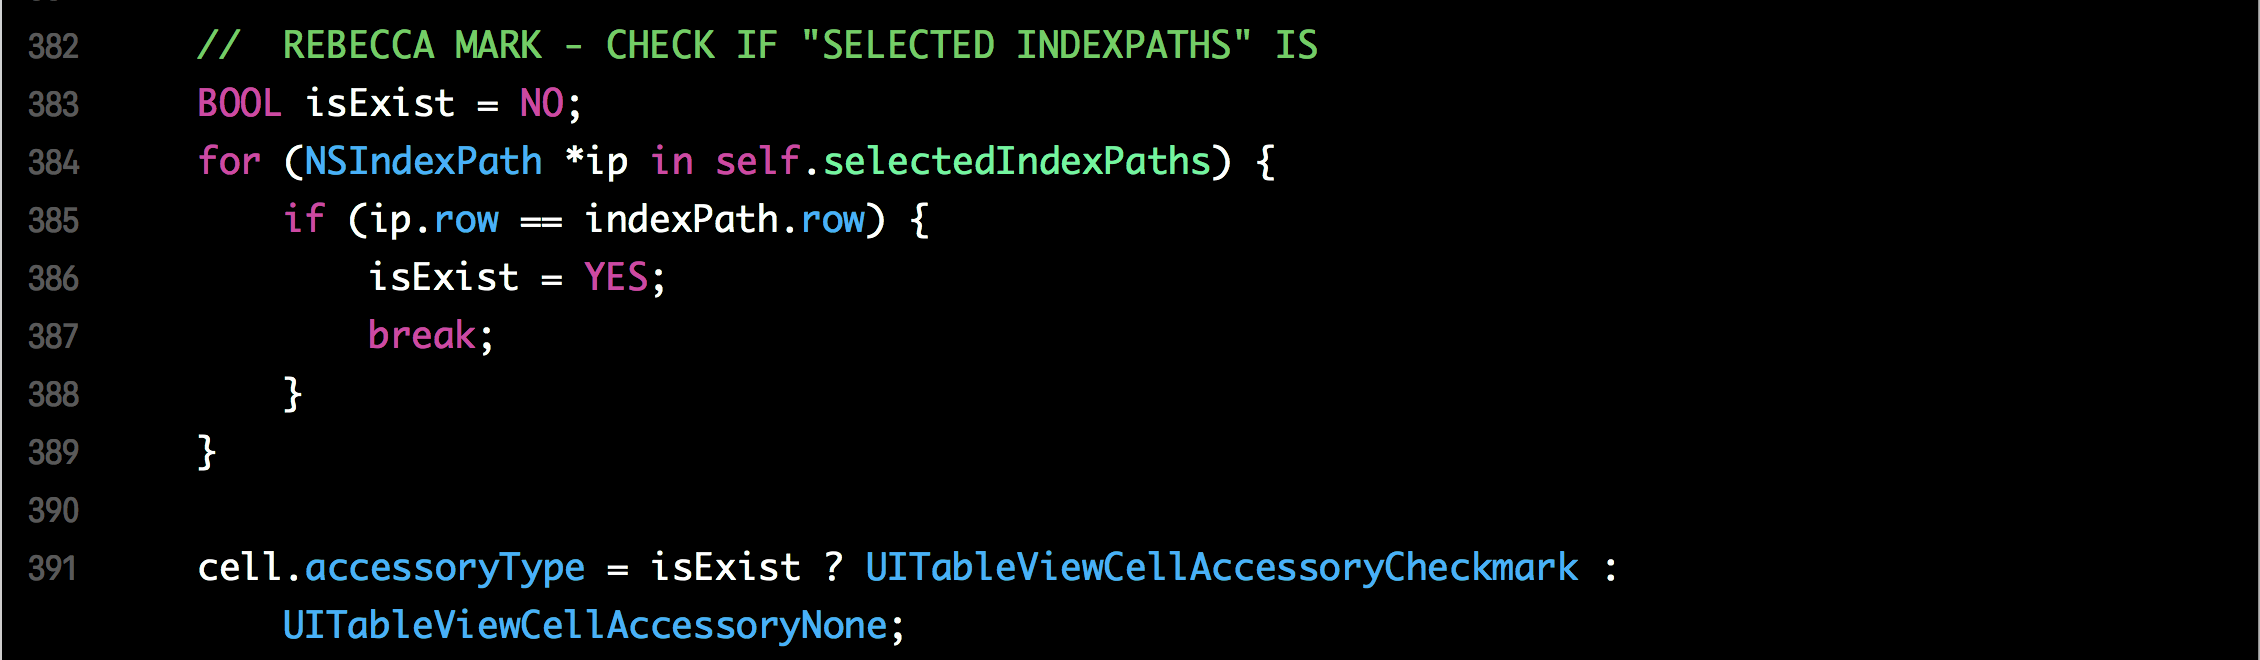 382 //  REBECCA MARK - CHECK IF "SELECTED INDEXPATHS" IS
383 BOOL isExist = NO;
384 for (NSIndexPath *ip in self.selectedIndexPaths) {
385 if (ip.row == indexPath.row) {
386 isExist = YES;
387 break;
388 }
389 }
390
391 cell.accessoryType = isExist ? UITableViewCellAccessoryCheckmark :
UITableViewCellAccessoryNone;